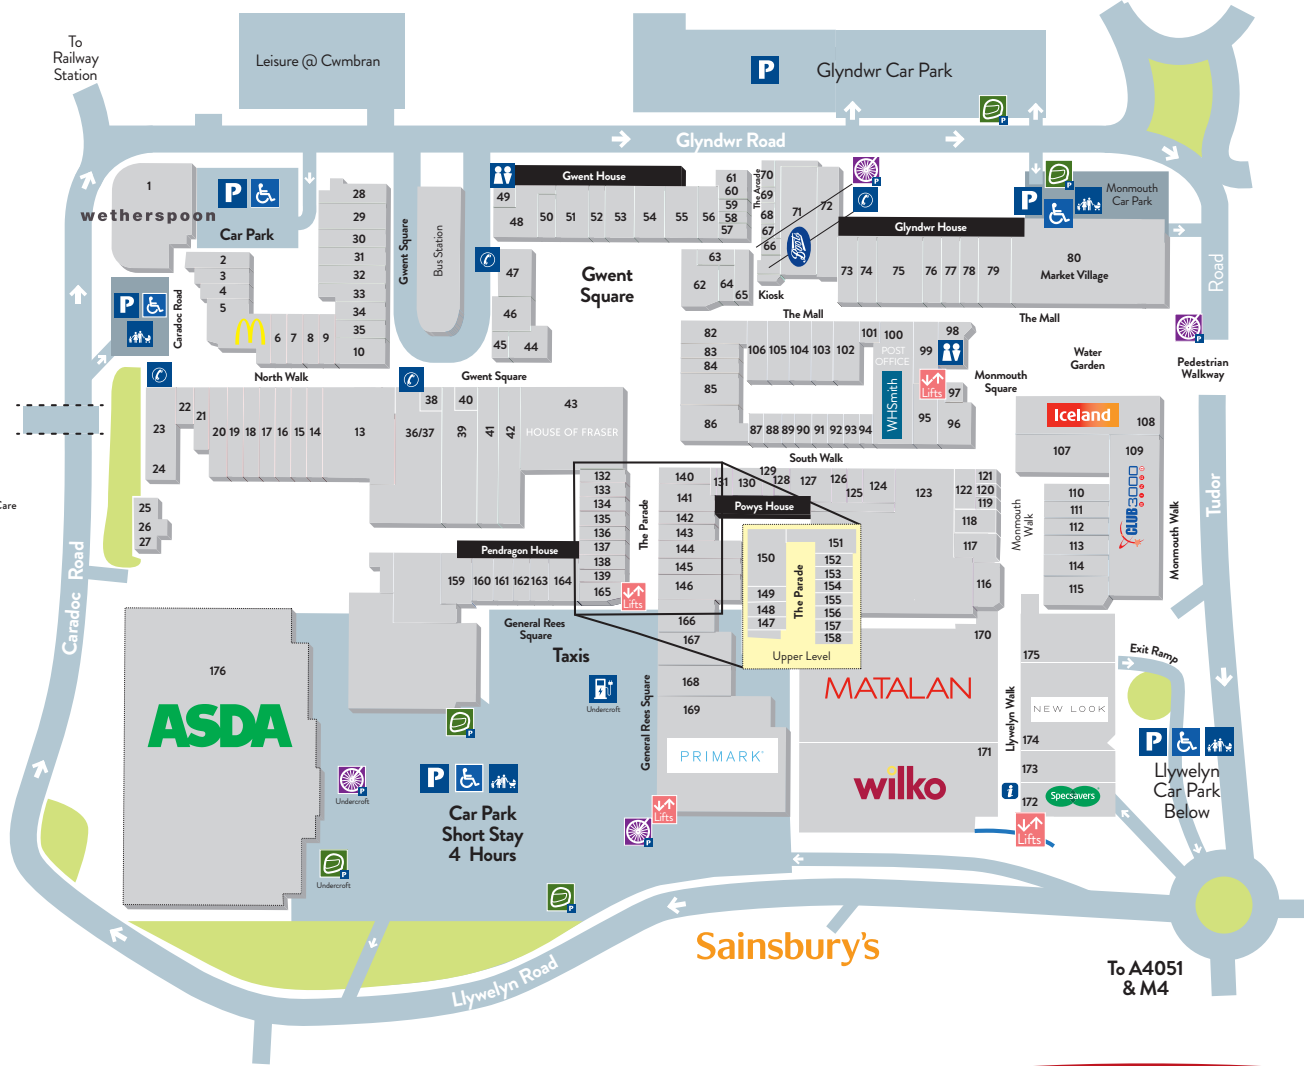 To
Railway
Station
Leisure @ Cwmbran
P
Glyndwr Car Park
P
Glyndwr Road
1
wetherspoon
P
Car Park
28
29
30
31
32
33
34
35
10
2
3
4
5
6 7 8 9
P
Caradoc Road
North Walk
Gwent Square
Bus Station
Gwent House
49
48
50 51 52 53 54 55 56
61
60
59
58
57
47
46
45 44
Gwent
Square
The Arcade
70
69
68
67
66
71
72
Boots
Kiosk
P
63
62 64
65
Glyndwr House
73 74 75 76 77 78 79
80
Market Village
P
P
Monmouth
Car Park
Road
The Mall
The Mall
P
Pedestrian
Walkway
Water
Garden
82
83
84
85
86
106 105 104 103 102
101 100
POST
OFFICE
99
98
WHSmith
Lifts
97
95
96
87 88 89 90 91 92 93 94
Monmouth
Square
South Walk
Gwent Square
22
21
23
24
20 19 18 17 16 15 14
13
36/37
38
39
40
41
42
43
HOUSE OF FRASER
25
26
27
Care
Iceland
108
107
109
CLUB3000
110
111
112
113
114
115
Monmouth
Walk
Monmouth Walk
Tudor
132
133
134
135
136
137
138
139
165
The Parade
Lifts
140
141
142
143
144
145
146
131 130 129 128 127 126 125 124
123
122
121
120
119
118
117
116
Powys House
Pendragon House
159 160 161 162 163 164
150
149
148
147
The Parade
151
152
153
154
155
156
157
158
Upper Level
Caradoc Road
General Rees
Square
Taxis
Undercroft
166
167
168
169
General Rees Square
PRIMARK
Lifts
P
170
MATALAN
171
wilko
Llywelyn Walk
175
NEW LOOK
174
173
172
Specsavers
i
Lifts
Exit Ramp
P
Llywelyn
Car Park
Below
176
ASDA
P
Undercroft
P
Undercroft
P
P
Car Park
Short Stay
4 Hours
P
Sainsbury's
Llywelyn Road
To A4051
& M4